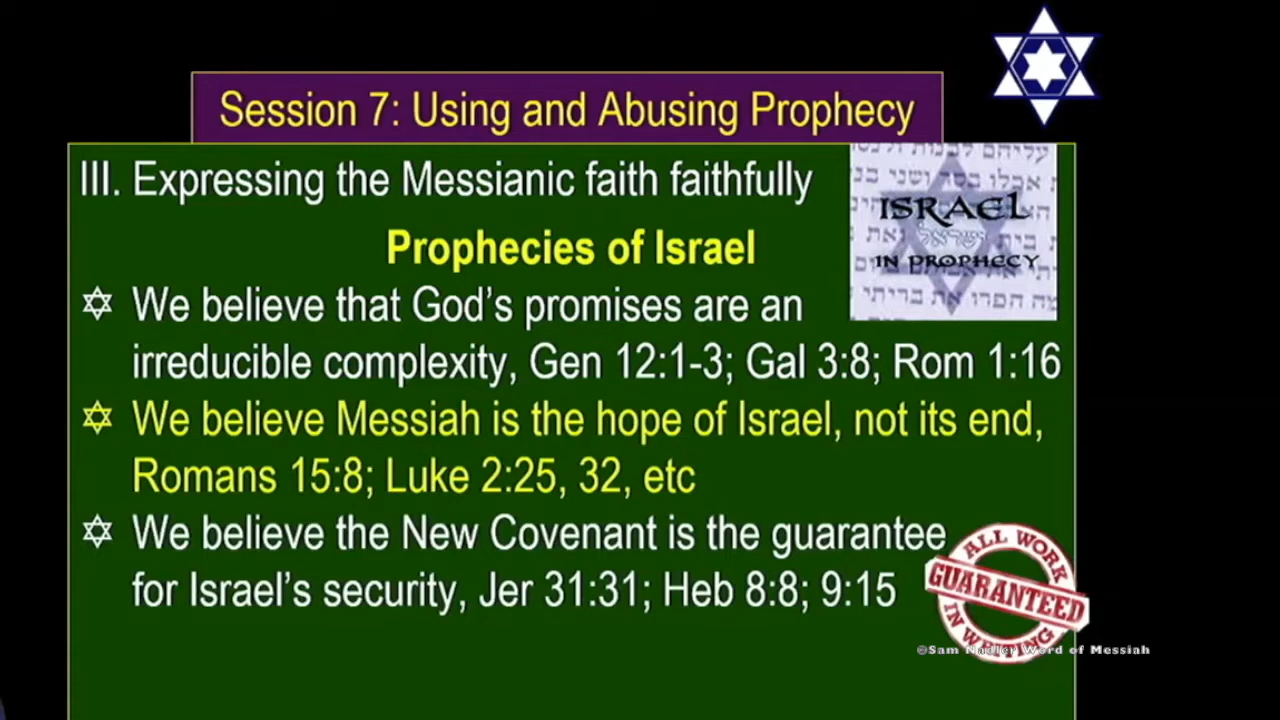 Session 7: Using and Abusing Prophecy
III. Expressing the Messianic faith faithfully
Prophecies of Israel
ISRAEL
ישראל
IN PROPHECY
✡ We believe that God's promises are an
irreducible complexity, Gen 12:1-3; Gal 3:8; Rom 1:16
✡ We believe Messiah is the hope of Israel, not its end,
Romans 15:8; Luke 2:25, 32, etc
✡ We believe the New Covenant is the guarantee
for Israel's security, Jer 31:31; Heb 8:8; 9:15
ALL WORK
GUARANTEED
IN WRITING
©Sam Nadler Word of Messiah